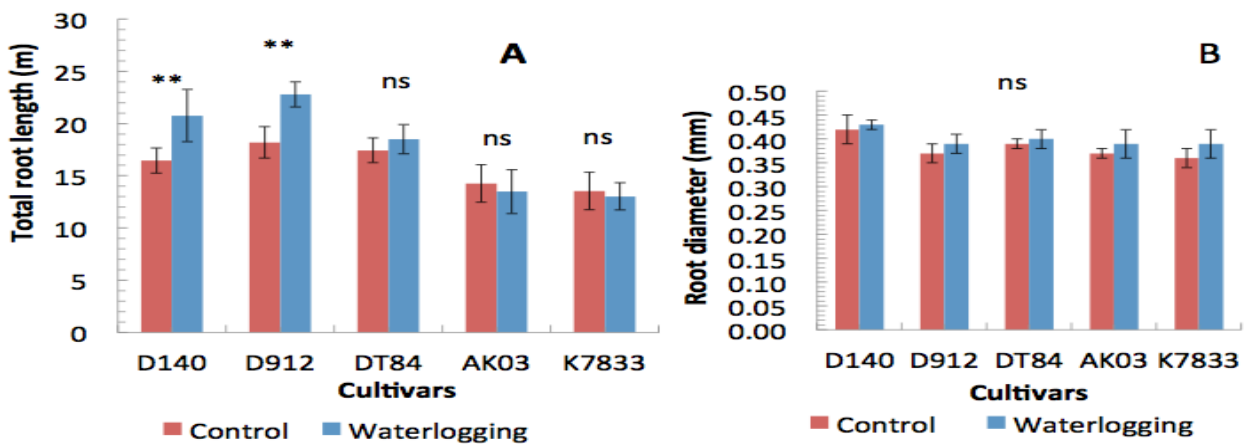 Total root length (m)
30
25
20
15
10
5
0
A
**
**
ns
ns
ns
D140 D912 DT84 AK03 K7833
Cultivars
Control Waterlogging
Root diameter (mm)
0.50
0.45
0.40
0.35
0.30
0.25
0.20
0.15
0.10
0.05
0.00
B
ns
D140 D912 DT84 AK03 K7833
Cultivars
Control Waterlogging